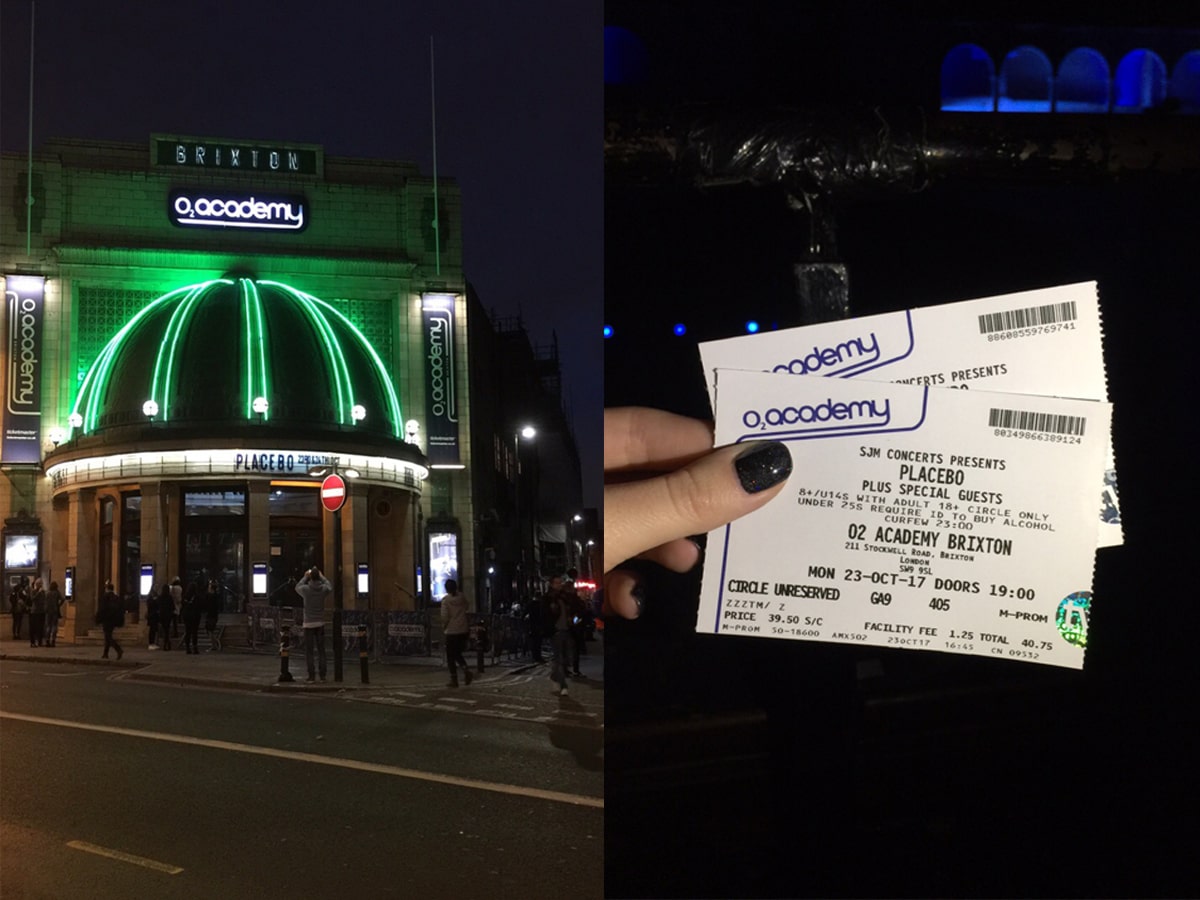 BRIXTON
O2 academy
O2 academy
O2 academy
PLACEBO
academy
88608559769741
NCERTS PRESENTS
O2 academy
80349866389124
SJM CONCERTS PRESENTS
PLACEBO
PLUS SPECIAL GUESTS
8+/U14S WITH ADULT 18+ CIRCLE ONLY
UNDER 25S REQUIRE ID TO BUY ALCOHOL
CURFEW 23:00
O2 ACADEMY BRIXTON
211 STOCKWELL ROAD, BRIXTON
LONDON
SW9 9SL
MON 23-OCT-17 DOORS 19:00
CIRCLE UNRESERVED GA9 405
ZZZTM/ Z M-PROM
PRICE 39.50 S/C FACILITY FEE 1.25 TOTAL 40.75
M-PROM 50-18600 AMX502 23OCT17 16:45 CN 09532